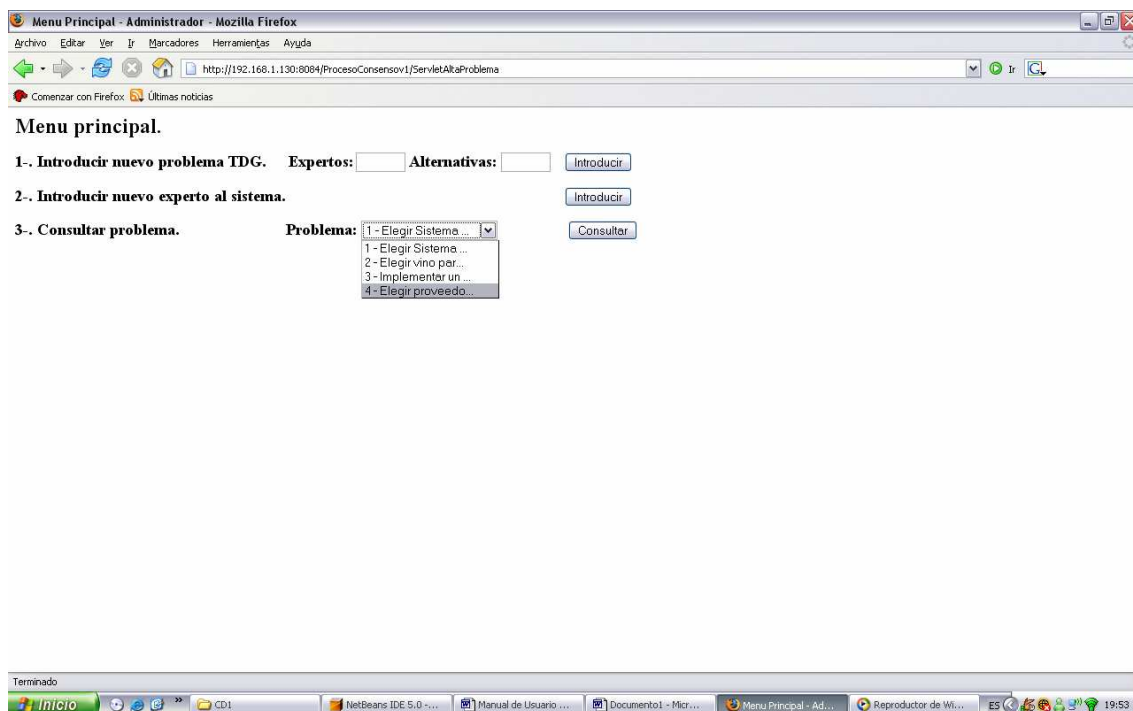 Menu Principal - Administrador - Mozilla Firefox
Archivo Editar Ver Ir Marcadores Herramientas Ayuda
http://192.168.1.130:8084/ProcesoConsensov1/ServletAltaProblema
Ir
Comenzar con Firefox Últimas noticias
Menu principal.
1-. Introducir nuevo problema TDG. Expertos: Alternativas: Introducir
2-. Introducir nuevo experto al sistema. Introducir
3-. Consultar problema. Problema: 1 - Elegir Sistema ... Consultar
1 - Elegir Sistema ...
2 - Elegir vino par...
3 - Implementar un ...
4 - Elegir proveedo...
Terminado
Inicio » CD1 NetBeans IDE 5.0 -... Manual de Usuario ... Documento1 - Micr... Menu Principal - Ad... Reproductor de Wi... ES 19:53